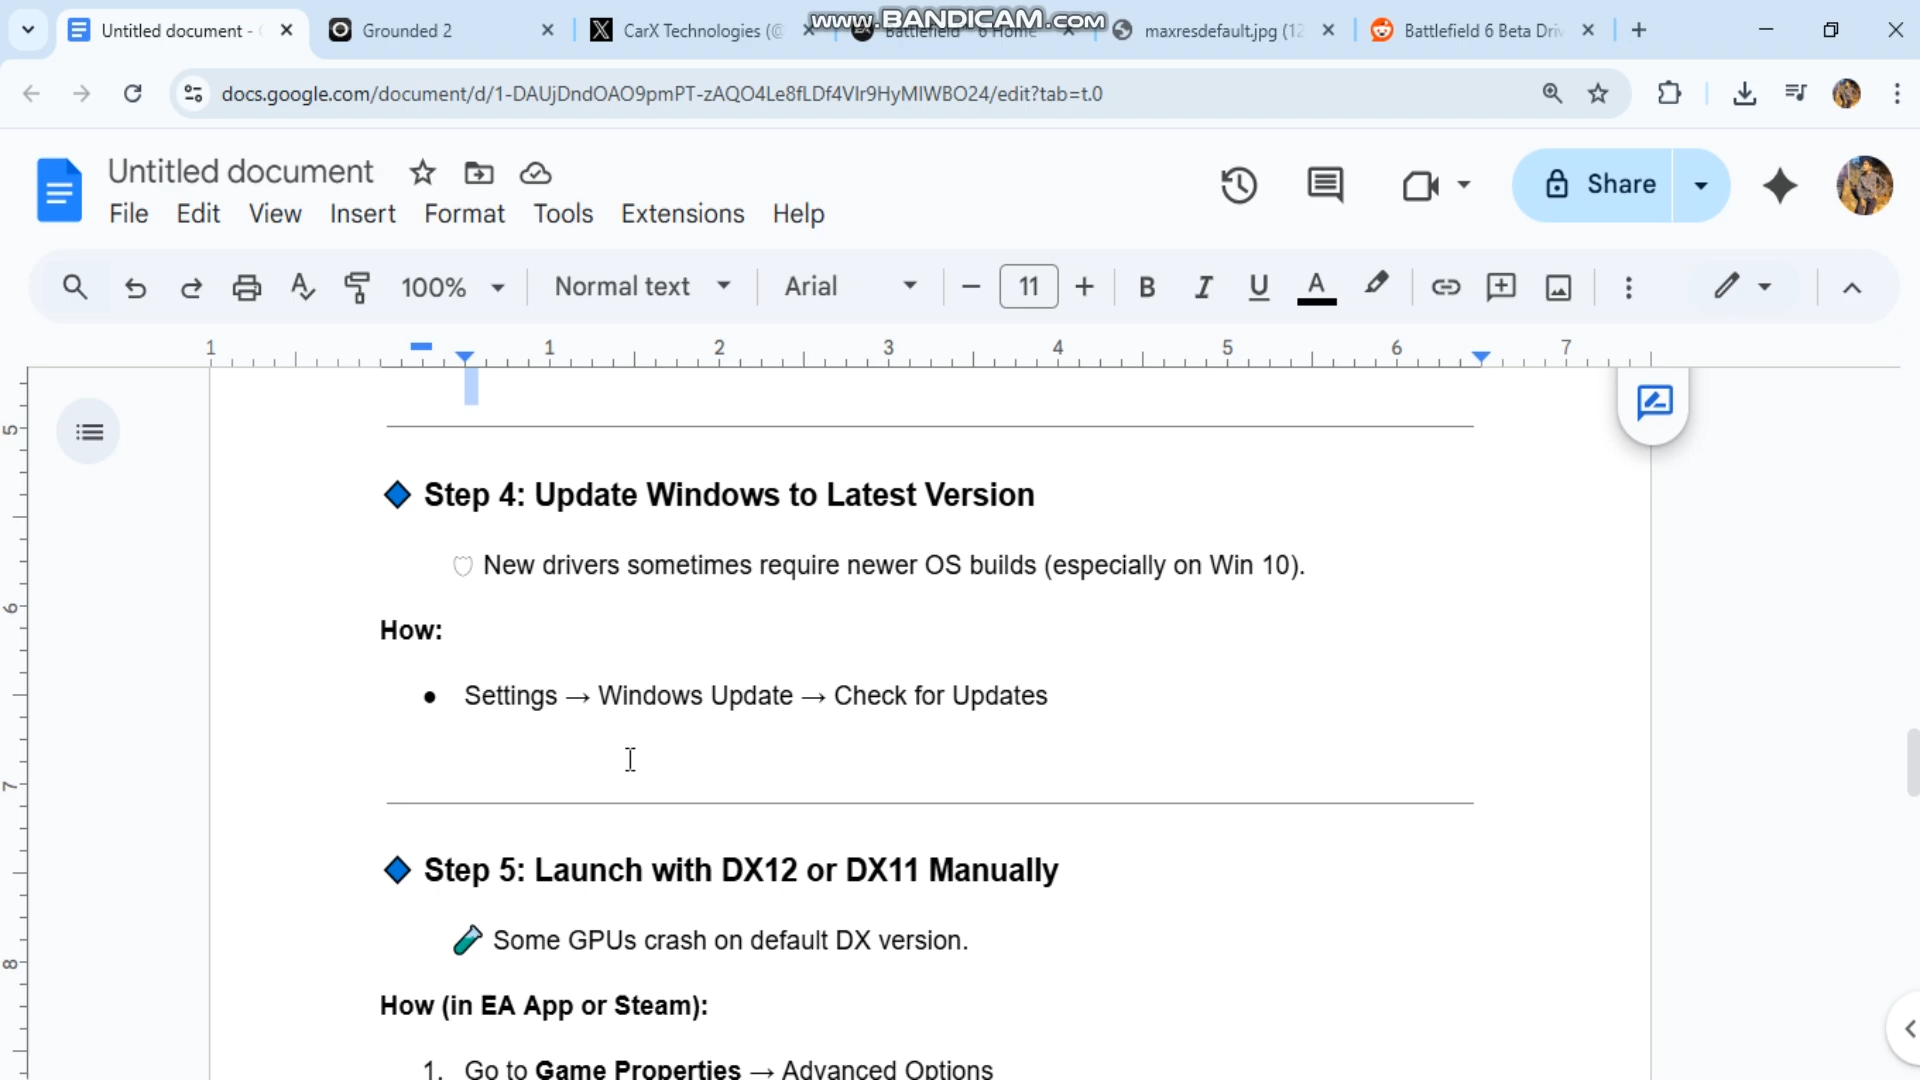 Untitled document -
Grounded 2
CarX Technologies (@
Battlefield™ 6 Home
maxresdefault.jpg (12
Battlefield 6 Beta Driv
www.BANDICAM.com
docs.google.com/document/d/1-DAUjDndOAO9pmPT-zAQO4Le8fLDf4VIr9HyMIWBO24/edit?tab=t.0
Untitled document
Share
File Edit View Insert Format Tools Extensions Help
100% Normal text Arial 11 B I U A
1 1 2 3 4 5 6 7
5
Step 4: Update Windows to Latest Version
New drivers sometimes require newer OS builds (especially on Win 10).
6
How:
● Settings → Windows Update → Check for Updates
7
Step 5: Launch with DX12 or DX11 Manually
Some GPUs crash on default DX version.
8
How (in EA App or Steam):
1. Go to Game Properties → Advanced Options